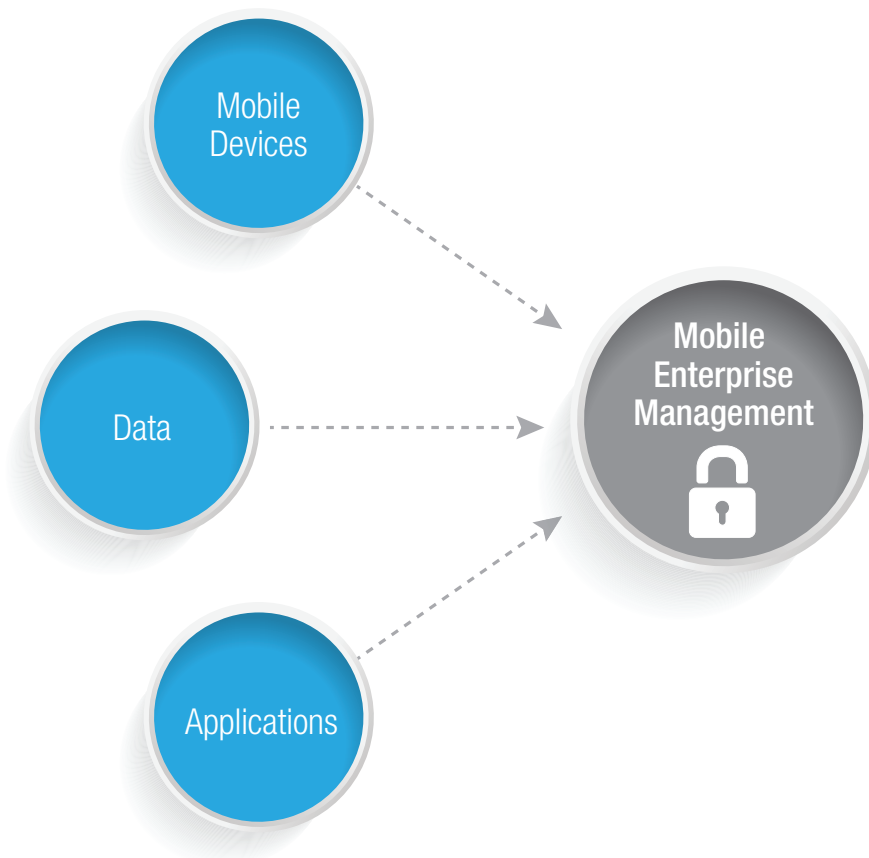 Mobile
Devices
Data
Mobile
Enterprise
Management
Applications